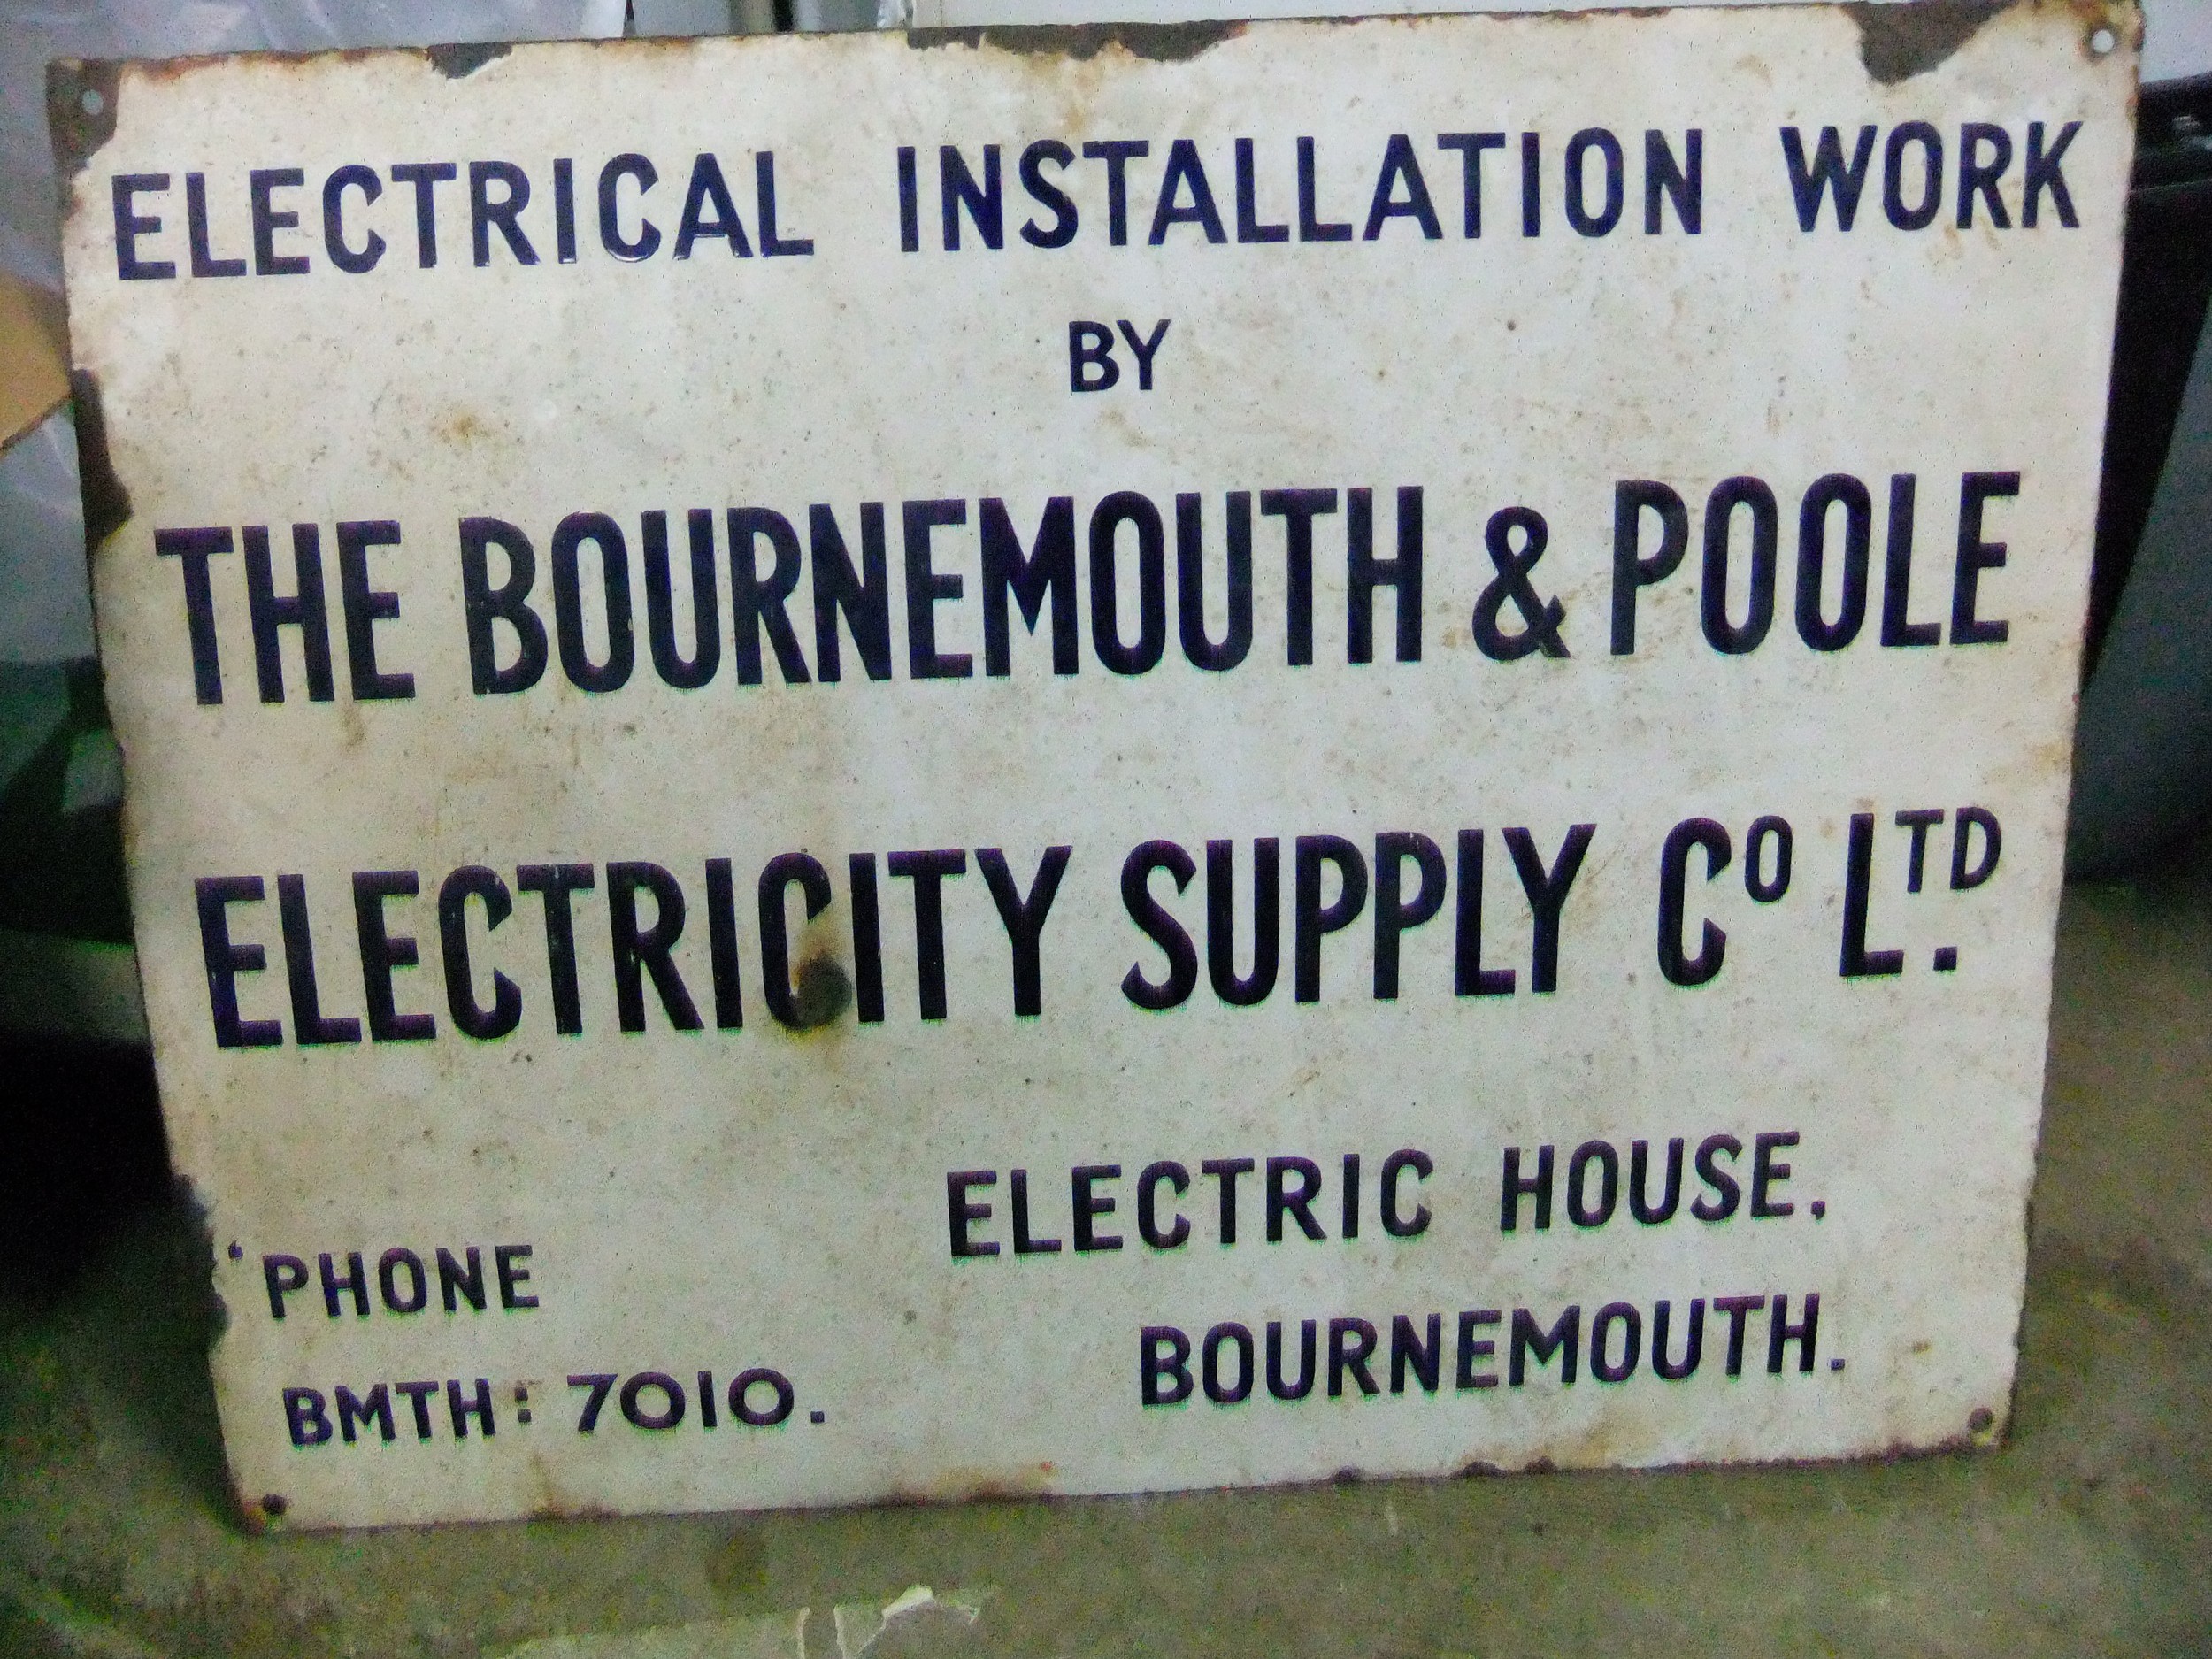 ELECTRICAL INSTALLATION WORK
BY
THE BOURNEMOUTH & POOLE
ELECTRICITY SUPPLY CO LTD.
ELECTRIC HOUSE,
BOURNEMOUTH.
'PHONE
BMTH: 7010.